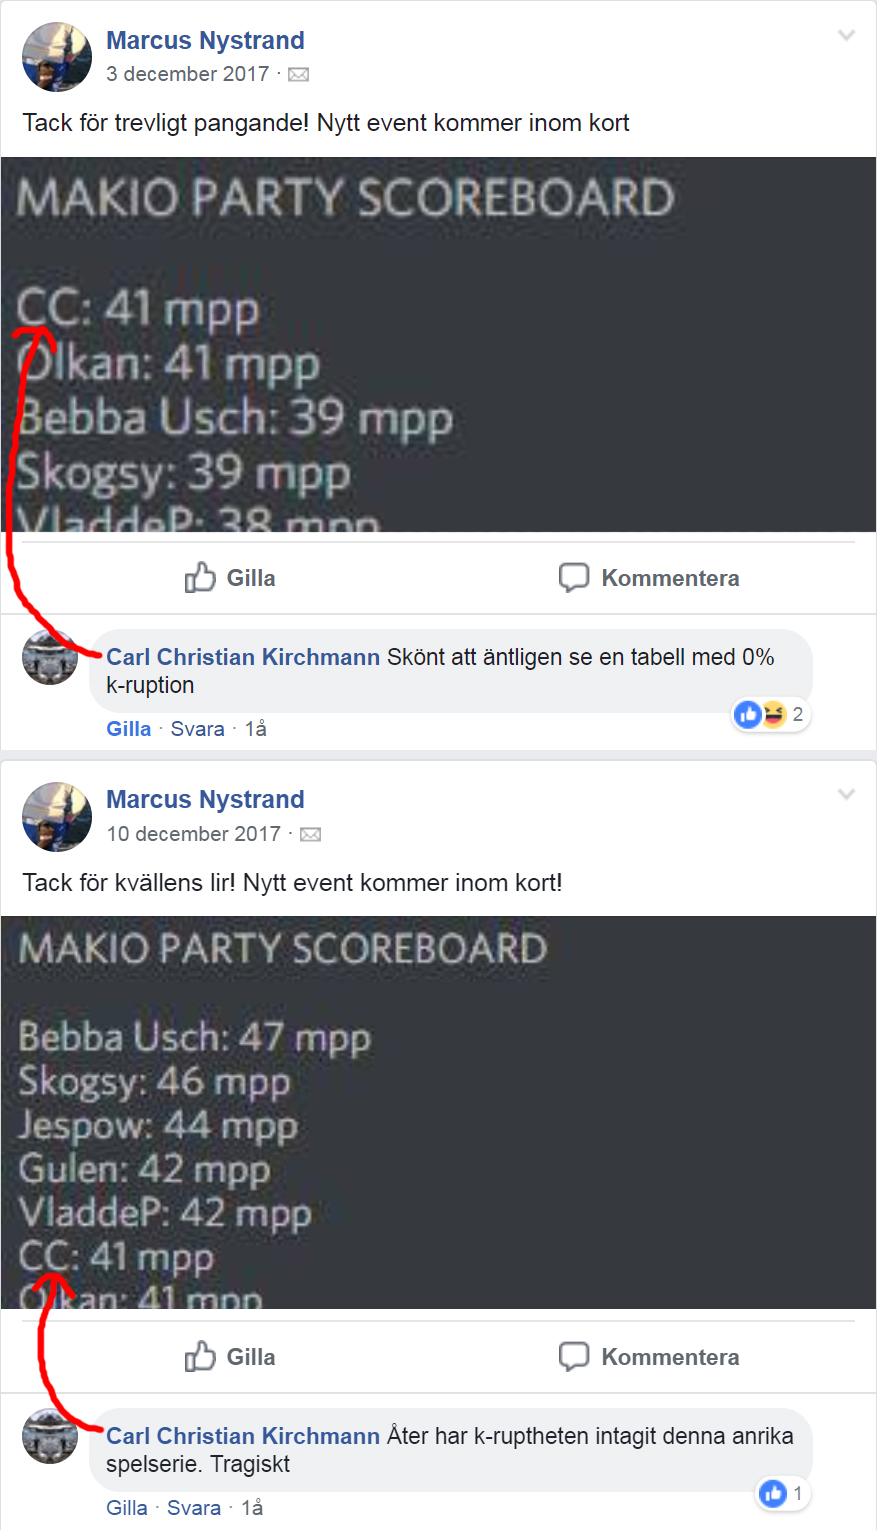 Marcus Nystrand
3 december 2017 ·
Tack för trevligt pangande! Nytt event kommer inom kort
MAKIO PARTY SCOREBOARD
CC: 41 mpp
Olkan: 41 mpp
Bebba Usch: 39 mpp
Skogsy: 39 mpp
VladdeP: 38 mpp
Gilla
Kommentera
Carl Christian Kirchmann Skönt att äntligen se en tabell med 0%
k-ruption
2
Gilla · Svara · 1å
Marcus Nystrand
10 december 2017 ·
Tack för kvällens lir! Nytt event kommer inom kort!
MAKIO PARTY SCOREBOARD
Bebba Usch: 47 mpp
Skogsy: 46 mpp
Jespow: 44 mpp
Gulen: 42 mpp
VladdeP: 42 mpp
CC: 41 mpp
Olkan: 41 mpp
Gilla
Kommentera
Carl Christian Kirchmann Åter har k-ruptheten intagit denna anrika
spelserie. Tragiskt
1
Gilla · Svara · 1å